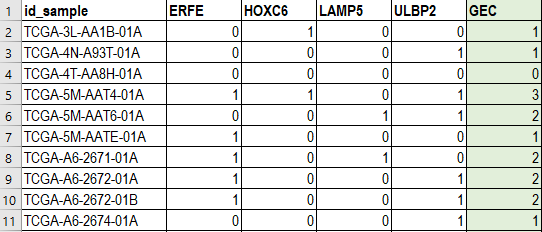 1 id_sample ERFE HOXC6 LAMP5 ULBP2 GEC
2 TCGA-3L-AA1B-01A 0 1 0 0 1
3 TCGA-4N-A93T-01A 0 0 0 1 1
4 TCGA-4T-AA8H-01A 0 0 0 0 0
5 TCGA-5M-AAT4-01A 1 1 0 1 3
6 TCGA-5M-AAT6-01A 0 0 1 1 2
7 TCGA-5M-AATE-01A 1 0 0 0 1
8 TCGA-A6-2671-01A 1 0 1 0 2
9 TCGA-A6-2672-01A 1 0 0 1 2
10 TCGA-A6-2672-01B 1 0 0 1 2
11 TCGA-A6-2674-01A 0 0 0 1 1